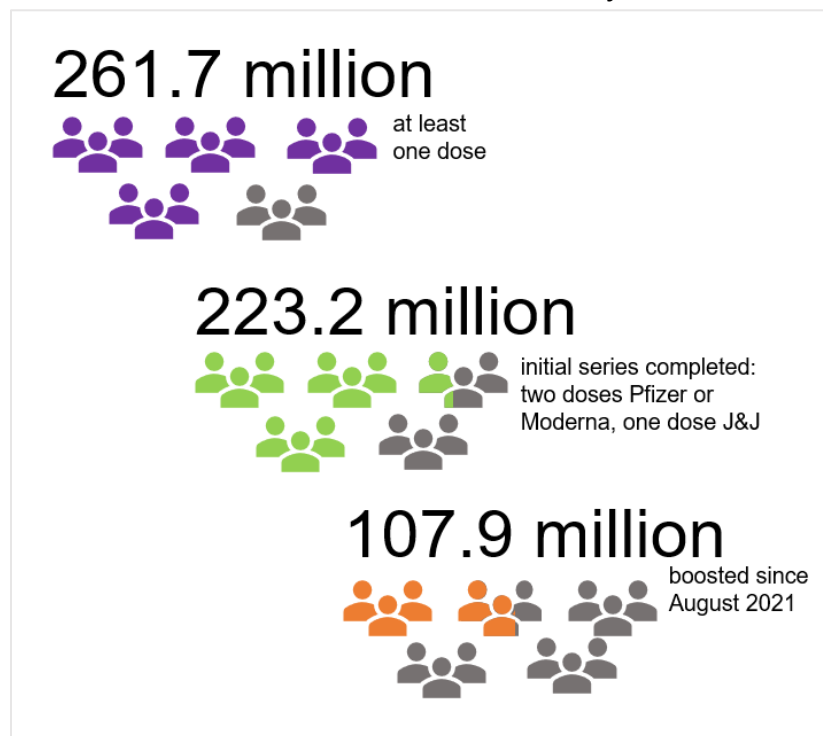 261.7 million
at least
one dose
223.2 million
initial series completed:
two doses Pfizer or
Moderna, one dose J&J
107.9 million
boosted since
August 2021